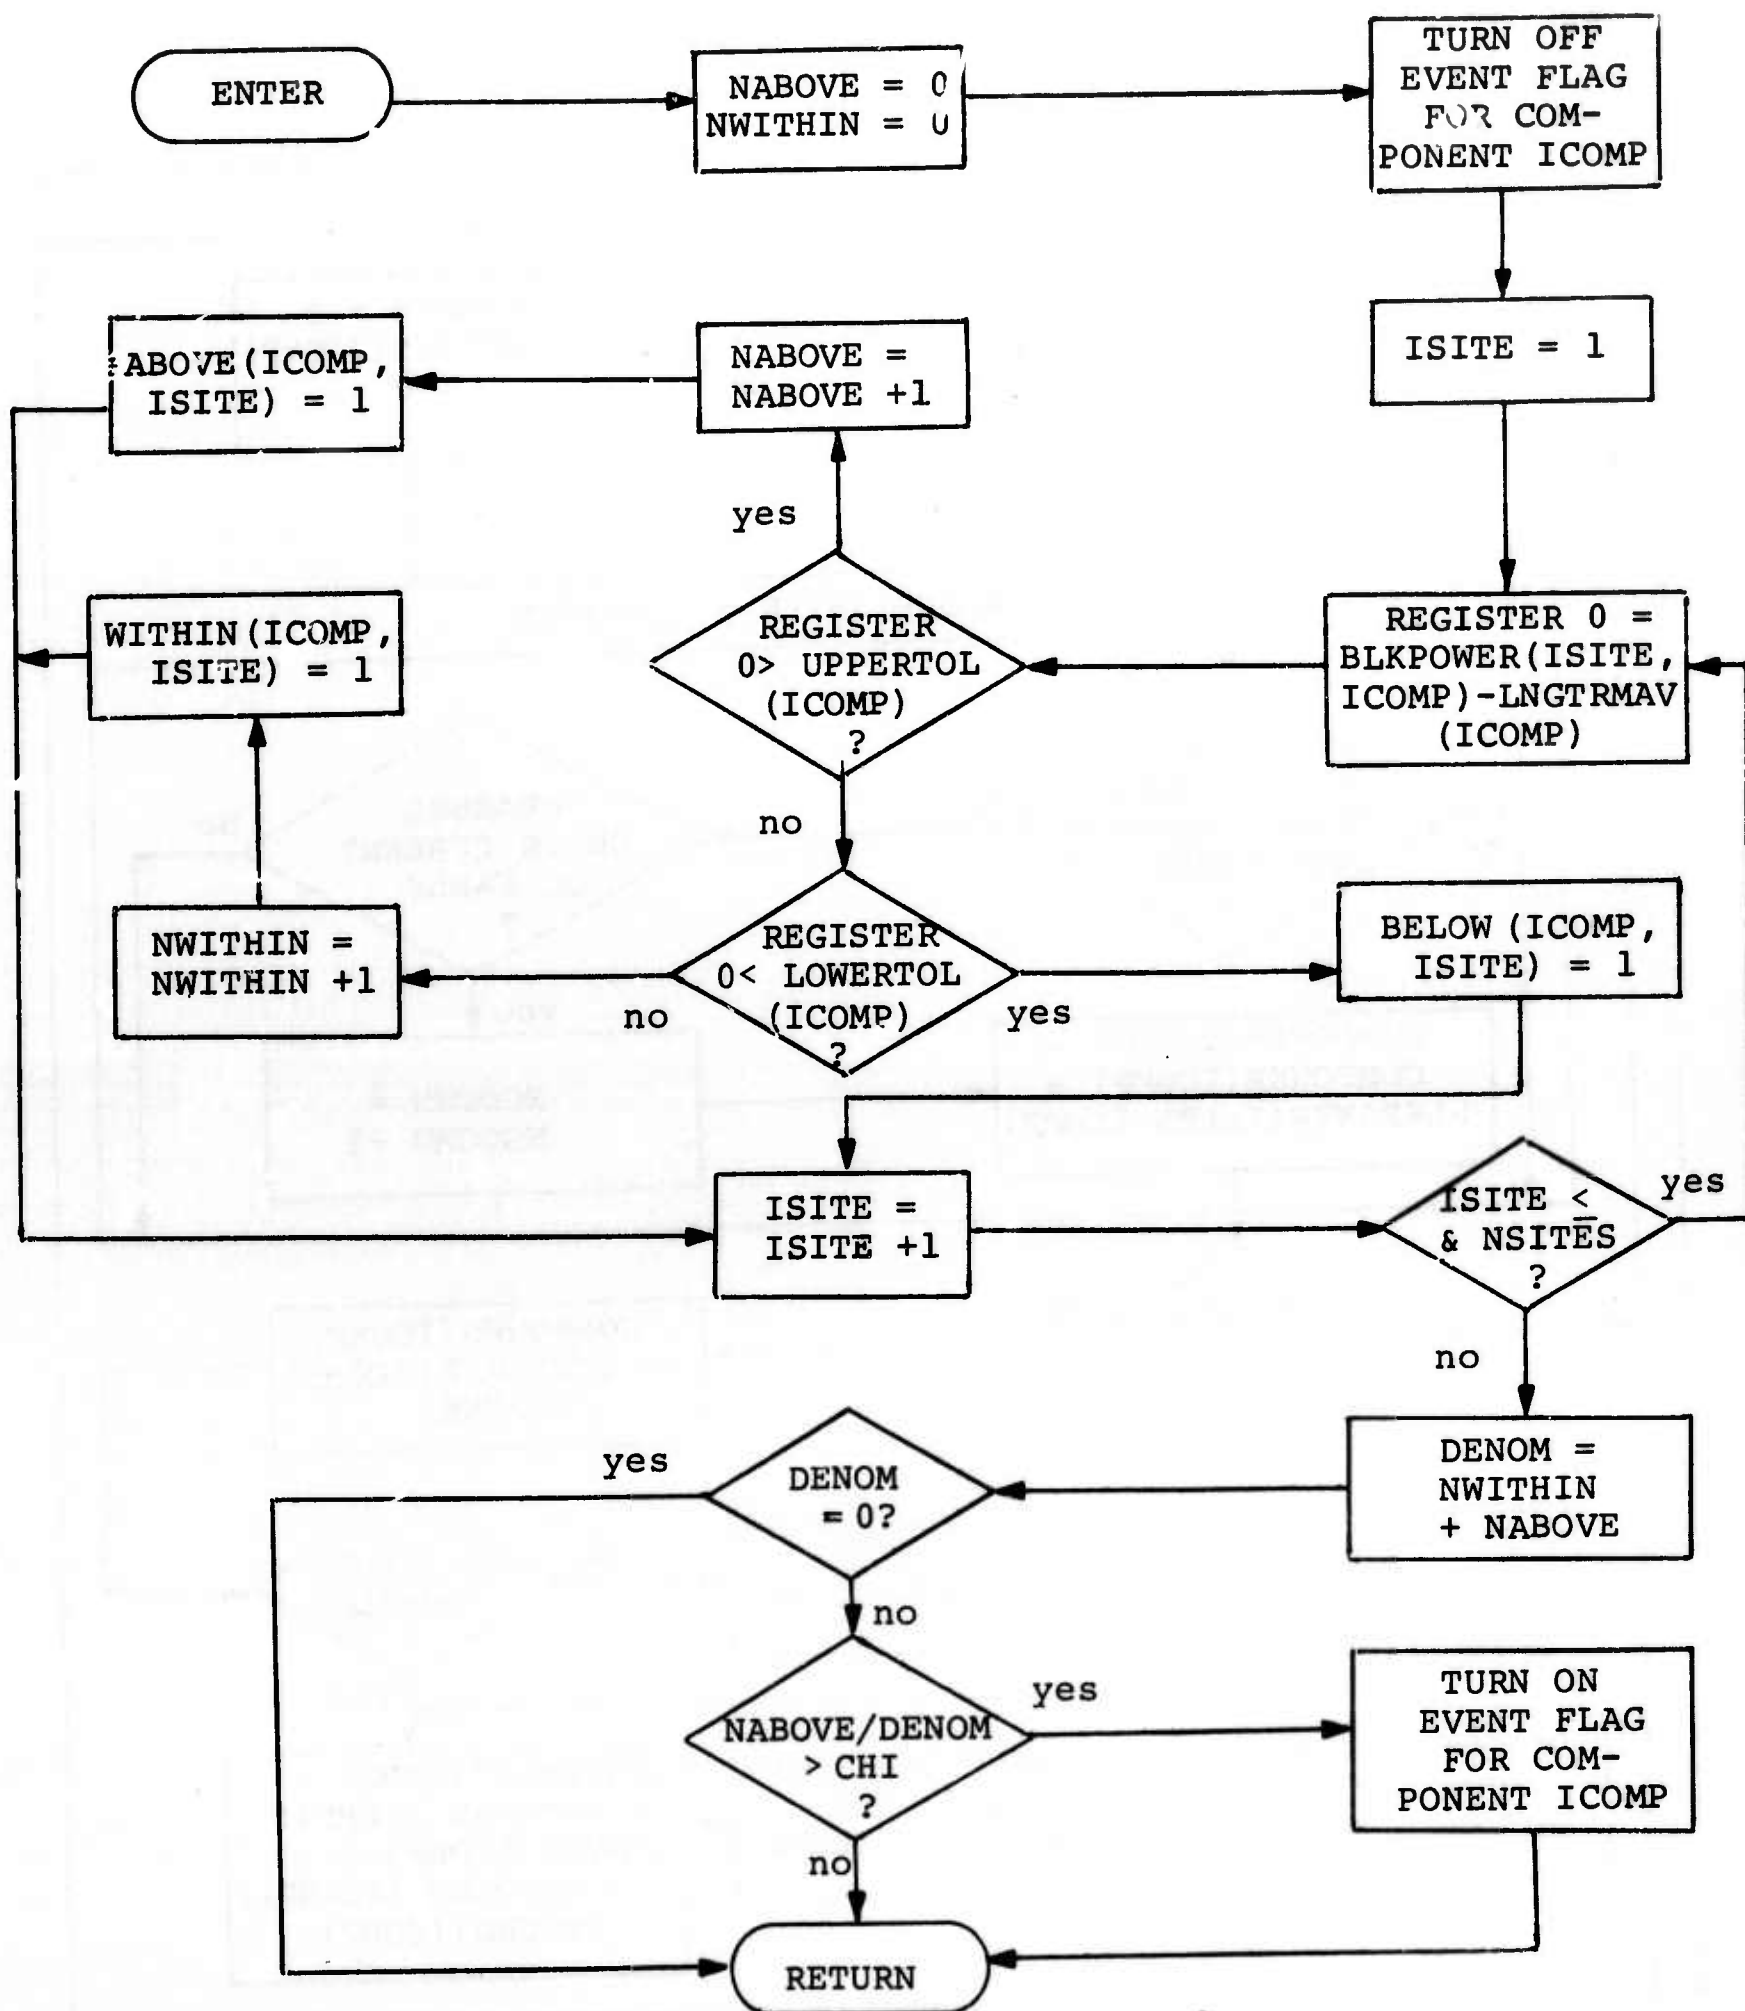 ENTER
NABOVE = 0
NWITHIN = 0
TURN OFF
EVENT FLAG
FOR COM-
PONENT ICOMP
ISITE = 1
REGISTER 0 =
BLKPOWER(ISITE,
ICOMP)-LNGTRMAV
(ICOMP)
REGISTER
0> UPPERTOL
(ICOMP)
?
yes
no
NABOVE =
NABOVE +1
ABOVE(ICOMP,
ISITE) = 1
REGISTER
0< LOWERTOL
(ICOMP)
?
no
yes
NWITHIN =
NWITHIN +1
WITHIN(ICOMP,
ISITE) = 1
BELOW(ICOMP,
ISITE) = 1
ISITE =
ISITE +1
ISITE ≤
& NSITES
?
yes
no
DENOM =
NWITHIN
+ NABOVE
DENOM
= 0?
yes
no
NABOVE/DENOM
> CHI
?
yes
no
TURN ON
EVENT FLAG
FOR COM-
PONENT ICOMP
RETURN